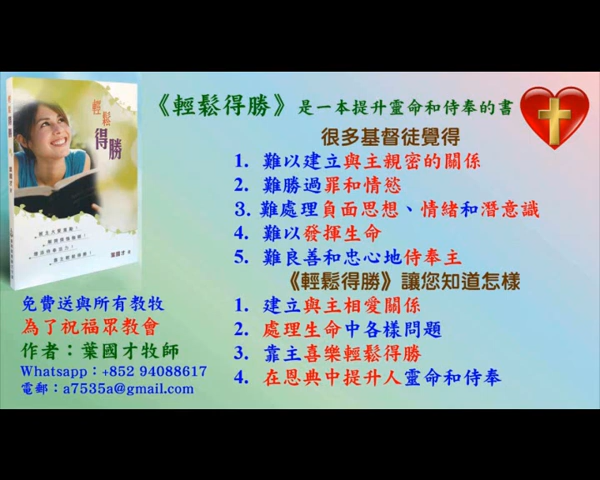 輕鬆
得勝
葉國才 著
輕鬆得勝
《輕鬆得勝》是一本提升靈命和侍奉的書
很多基督徒覺得
1. 難以建立與主親密的關係
2. 難勝過罪和情慾
3. 難處理負面思想、情緒和潛意識
4. 難以發揮生命
5. 難良善和忠心地侍奉主
《輕鬆得勝》讓您知道怎樣
1. 建立與主相愛關係
2. 處理生命中各樣問題
3. 靠主喜樂輕鬆得勝
4. 在恩典中提升人靈命和侍奉
免費送與所有教牧
為了祝福眾教會
作者：葉國才牧師
Whatsapp：+852 94088617
電郵：a7535a@gmail.com